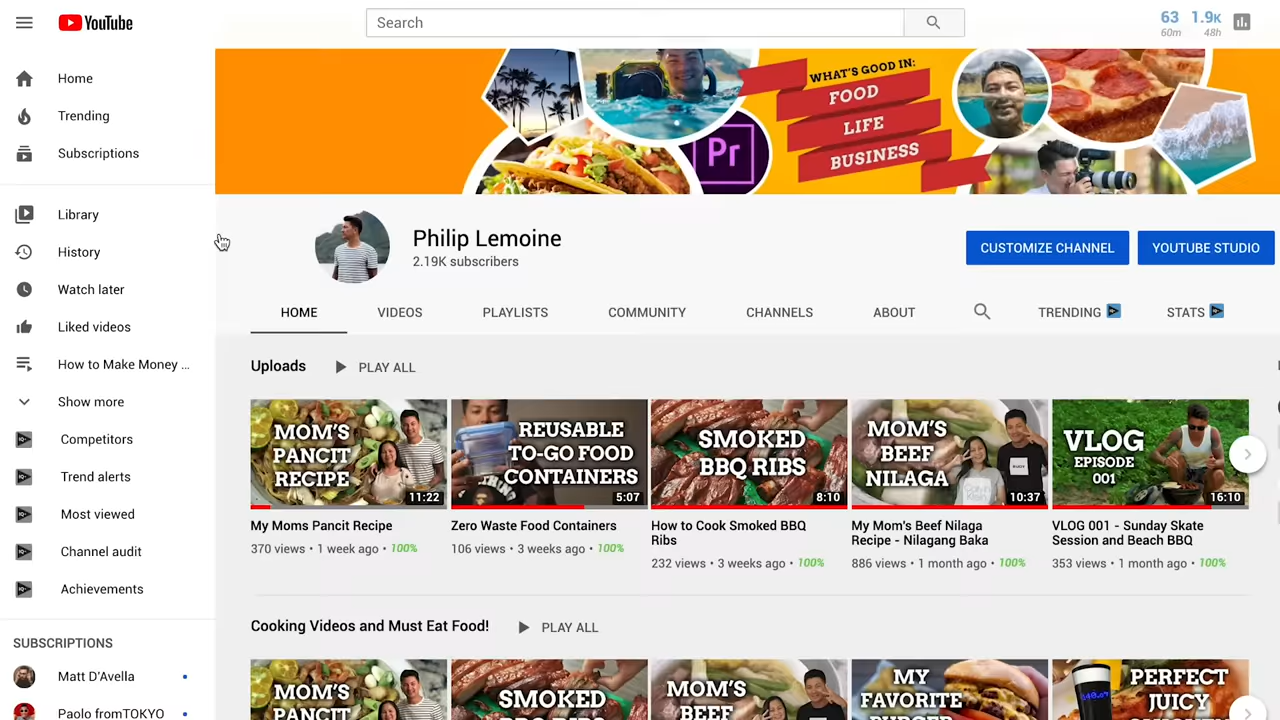 YouTube
Search
63
60m
1.9K
48h
Home
Trending
Subscriptions
Library
History
Watch later
Liked videos
How to Make Money ...
Show more
Competitors
Trend alerts
Most viewed
Channel audit
Achievements
SUBSCRIPTIONS
Matt D'Avella
Paolo fromTOKYO
WHAT'S GOOD IN:
FOOD
LIFE
BUSINESS
Pr
Philip Lemoine
2.19K subscribers
CUSTOMIZE CHANNEL
YOUTUBE STUDIO
HOME
VIDEOS
PLAYLISTS
COMMUNITY
CHANNELS
ABOUT
TRENDING
STATS
Uploads
PLAY ALL
MOM'S
PANCIT
RECIPE
11:22
My Moms Pancit Recipe
370 views • 1 week ago • 100%
REUSABLE
TO-GO FOOD
CONTAINERS
5:07
Zero Waste Food Containers
106 views • 3 weeks ago • 100%
SMOKED
BBQ RIBS
8:10
How to Cook Smoked BBQ
Ribs
232 views • 3 weeks ago • 100%
MOM'S
BEEF
NILAGA
10:37
My Mom's Beef Nilaga
Recipe - Nilagang Baka
886 views • 1 month ago • 100%
VLOG
EPISODE
001
16:10
VLOG 001 - Sunday Skate
Session and Beach BBQ
353 views • 1 month ago • 100%
Cooking Videos and Must Eat Food!
PLAY ALL
MOM'S
PANCIT
SMOKED
BBQ RIBS
MOM'S
BEEF
MY
FAVORITE
BURGER
PERFECT
JUICY